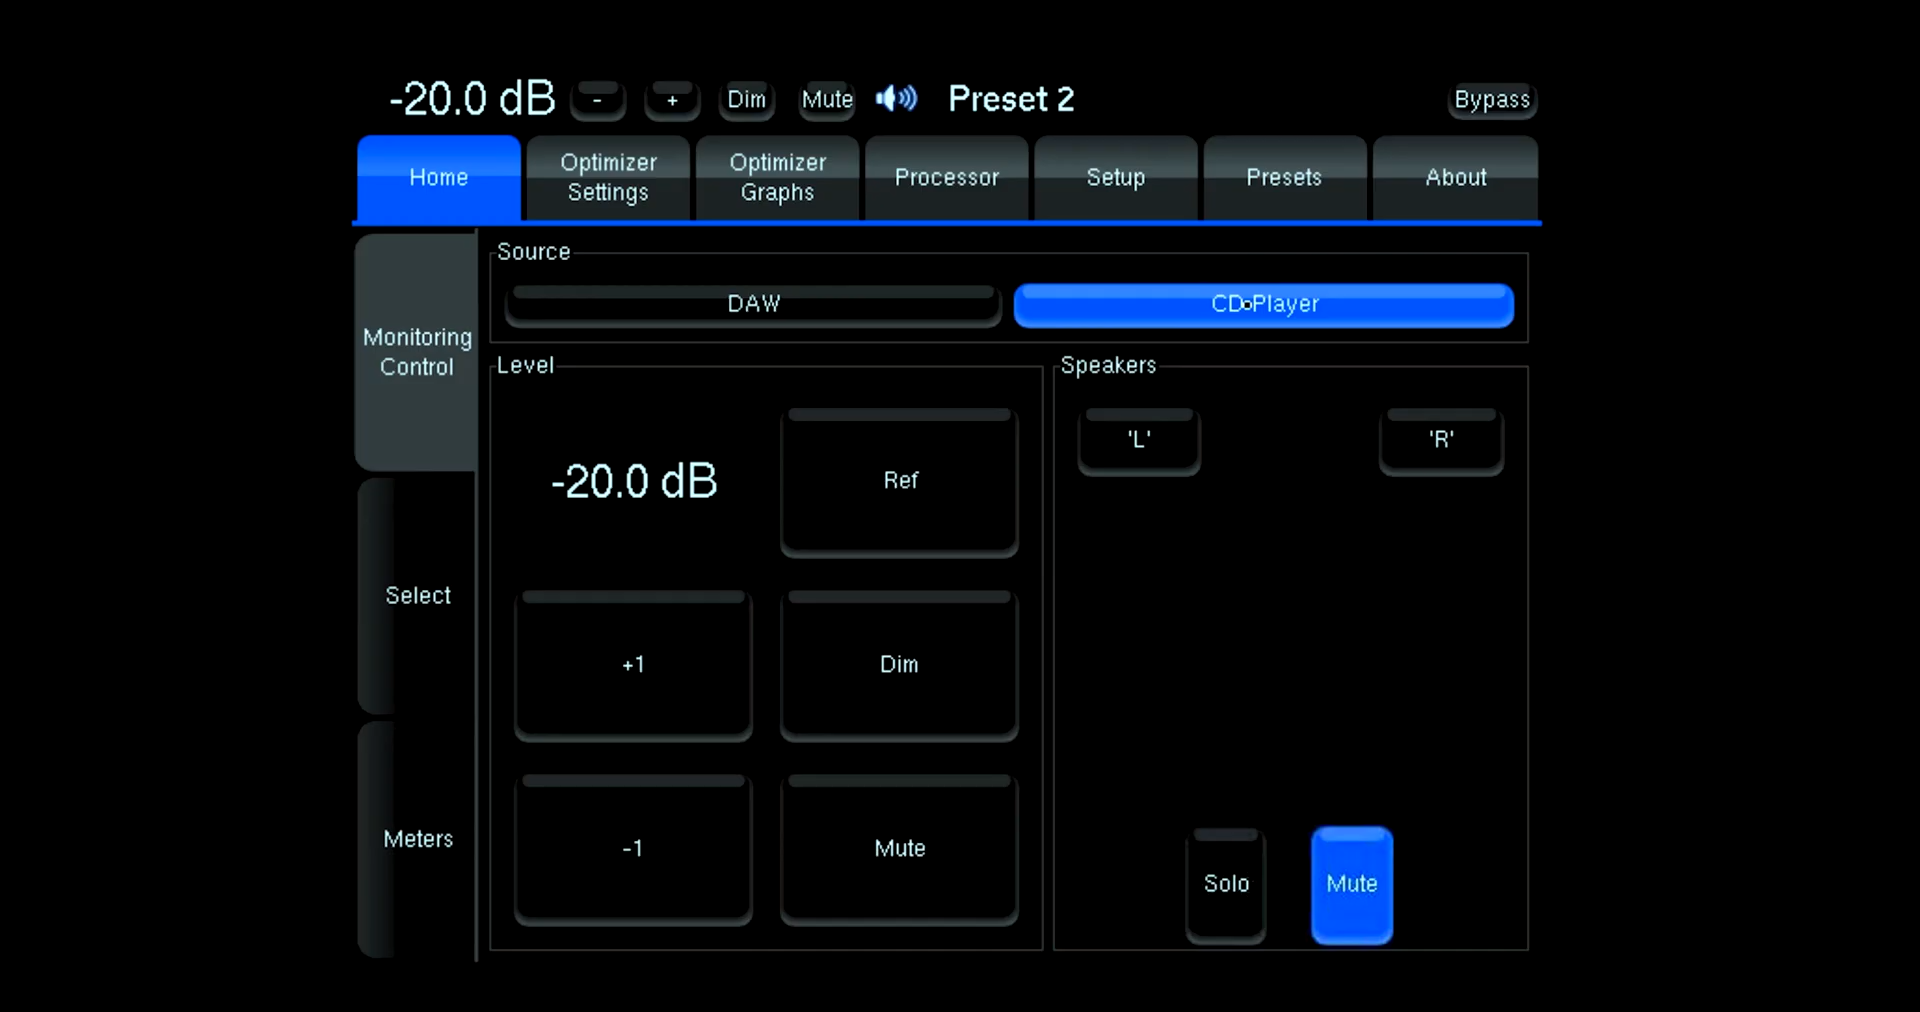 -20.0 dB - + Dim Mute Preset 2 Bypass
Home Optimizer Settings Optimizer Graphs Processor Setup Presets About
Source
DAW CD Player
Monitoring
Control
Level Speakers
-20.0 dB Ref 'L' 'R'
Select
+1 Dim
Meters
-1 Mute
Solo Mute